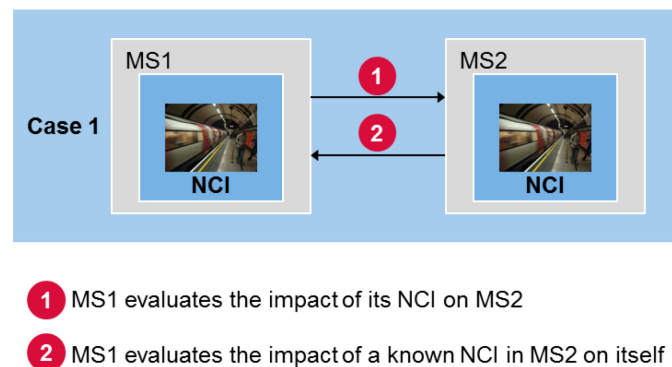 MS1
MS2
1
Case 1
2
NCI
NCI
1 MS1 evaluates the impact of its NCI on MS2
2 MS1 evaluates the impact of a known NCI in MS2 on itself